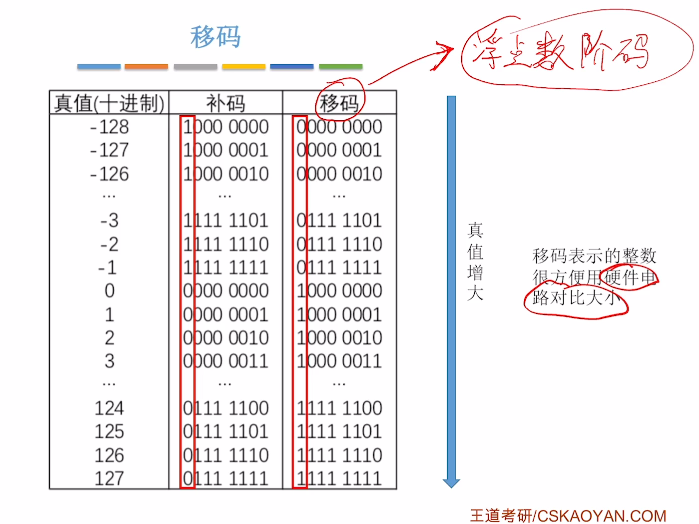 移码
浮点数阶码
真值(十进制) 补码 移码
-128 1000 0000 0000 0000
-127 1000 0001 0000 0001
-126 1000 0010 0000 0010
... ... ...
-3 1111 1101 0111 1101
-2 1111 1110 0111 1110
-1 1111 1111 0111 1111
0 0000 0000 1000 0000
1 0000 0001 1000 0001
2 0000 0010 1000 0010
3 0000 0011 1000 0011
... ... ...
124 0111 1100 1111 1100
125 0111 1101 1111 1101
126 0111 1110 1111 1110
127 0111 1111 1111 1111
真值增大
移码表示的整数
很方便用硬件电
路对比大小
王道考研/CSKAOYAN.COM